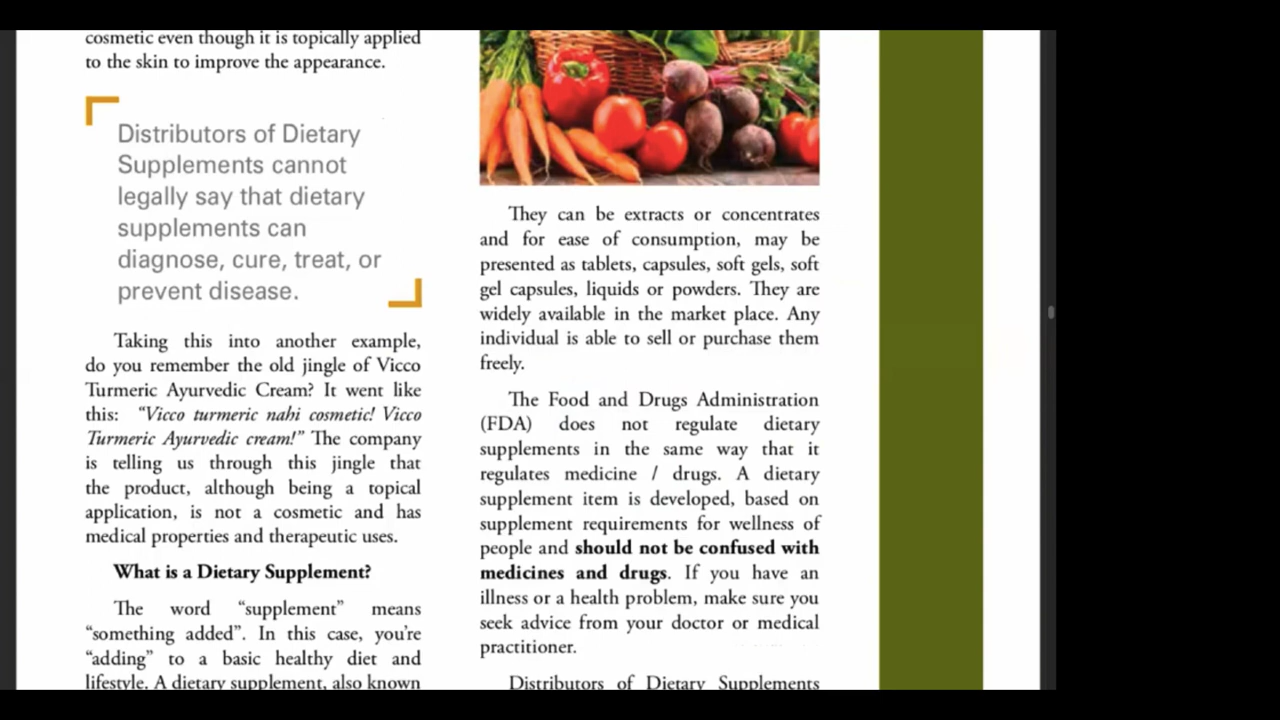 cosmetic even though it is topically applied
to the skin to improve the appearance.
Distributors of Dietary
Supplements cannot
legally say that dietary
supplements can
diagnose, cure, treat, or
prevent disease.
Taking this into another example,
do you remember the old jingle of Vicco
Turmeric Ayurvedic Cream? It went like
this: “Vicco turmeric nahi cosmetic! Vicco
Turmeric Ayurvedic cream!” The company
is telling us through this jingle that
the product, although being a topical
application, is not a cosmetic and has
medical properties and therapeutic uses.
What is a Dietary Supplement?
The word “supplement” means
“something added”. In this case, you’re
“adding” to a basic healthy diet and
lifestyle. A dietary supplement, also known
They can be extracts or concentrates
and for ease of consumption, may be
presented as tablets, capsules, soft gels, soft
gel capsules, liquids or powders. They are
widely available in the market place. Any
individual is able to sell or purchase them
freely.
The Food and Drugs Administration
(FDA) does not regulate dietary
supplements in the same way that it
regulates medicine / drugs. A dietary
supplement item is developed, based on
supplement requirements for wellness of
people and should not be confused with
medicines and drugs. If you have an
illness or a health problem, make sure you
seek advice from your doctor or medical
practitioner.
Distributors of Dietary Supplements